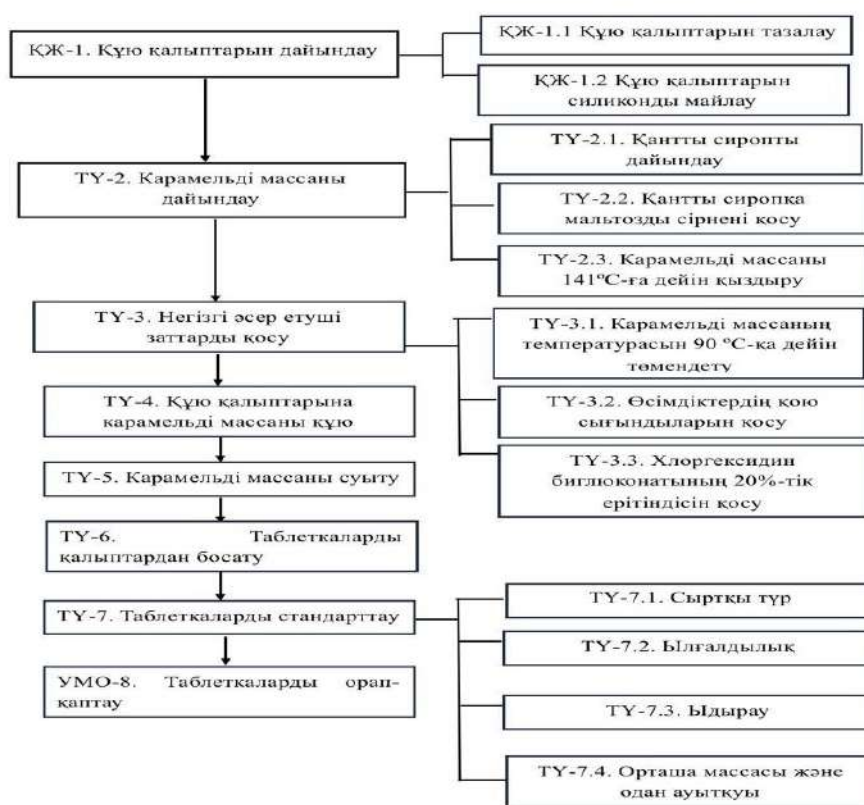 ҚЖ-1. Құю қалыптарын дайындау
ҚЖ-1.1 Құю қалыптарын тазалау
ҚЖ-1.2 Құю қалыптарын
силиконды майлау
ТҮ-2. Карамельді массаны
дайындау
ТҮ-2.1. Қантты сиропты
дайындау
ТҮ-2.2. Қантты сиропқа
мальтозды сірнені қосу
ТҮ-2.3. Карамельді массаны
141ºС-ға дейін қыздыру
ТҮ-3. Негізгі әсер етуші
заттарды қосу
ТҮ-3.1. Карамельді массаның
температурасын 90 ºС-қа дейін
төмендету
ТҮ-3.2. Өсімдіктердің қою
сығындыларын қосу
ТҮ-3.3. Хлоргексидин
биглюконатының 20%-тік
ерітіндісін қосу
ТҮ-4. Құю қалыптарына
карамельді массаны құю
ТҮ-5. Карамельді массаны суыту
ТҮ-6. Таблеткаларды
қалыптардан босату
ТҮ-7. Таблеткаларды стандарттау
ТҮ-7.1. Сыртқы түр
ТҮ-7.2. Ылғалдылық
ТҮ-7.3. Ыдырау
ТҮ-7.4. Орташа массасы және
одан ауытқуы
УМО-8. Таблеткаларды орап-
қаптау